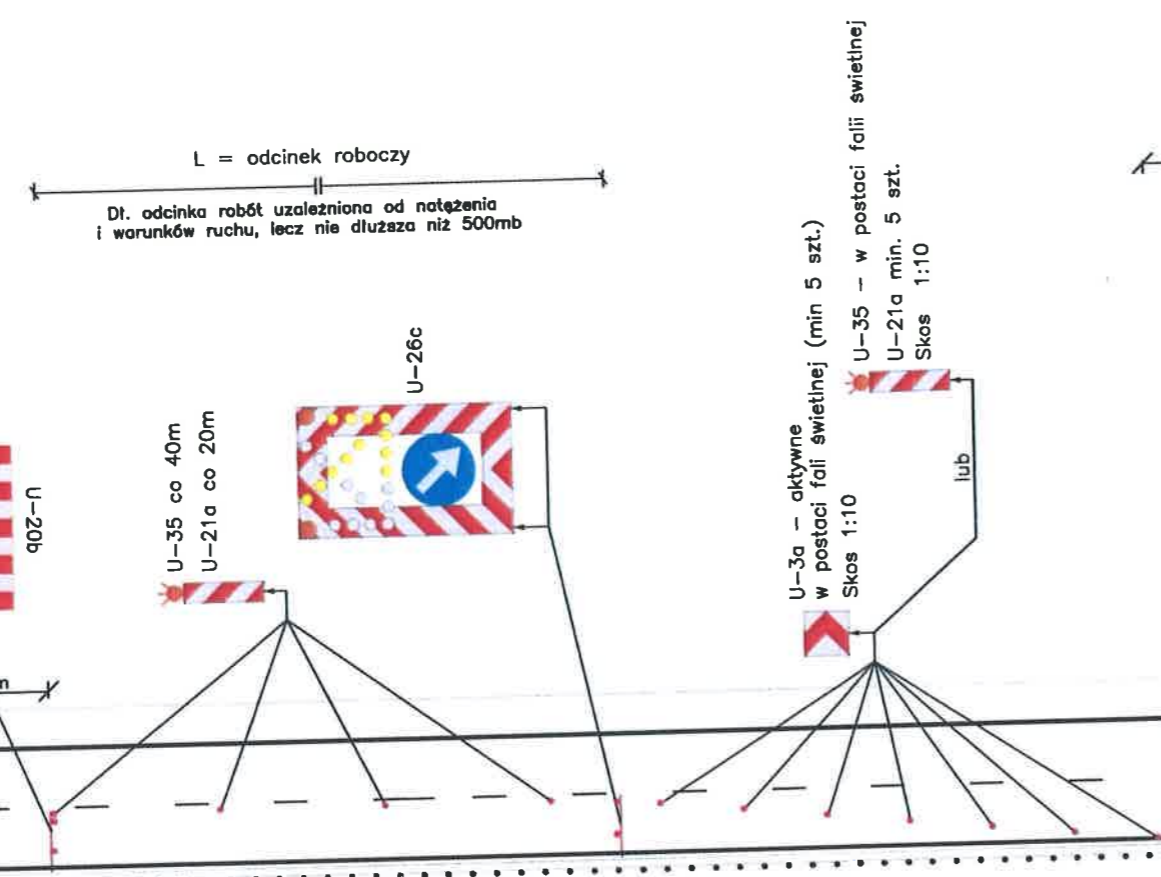 L = odcinek roboczy
Dł. odcinka robót uzależniona od natężenia
i warunków ruchu, lecz nie dłuższa niż 500mb
U-20b
U-35 co 40m
U-21a co 20m
U-26c
U-3a - aktywne
w postaci fali świetlnej (min 5 szt.)
Skos 1:10
U-35 - w postaci falii świetlnej
U-21a min. 5 szt.
Skos 1:10
lub
m